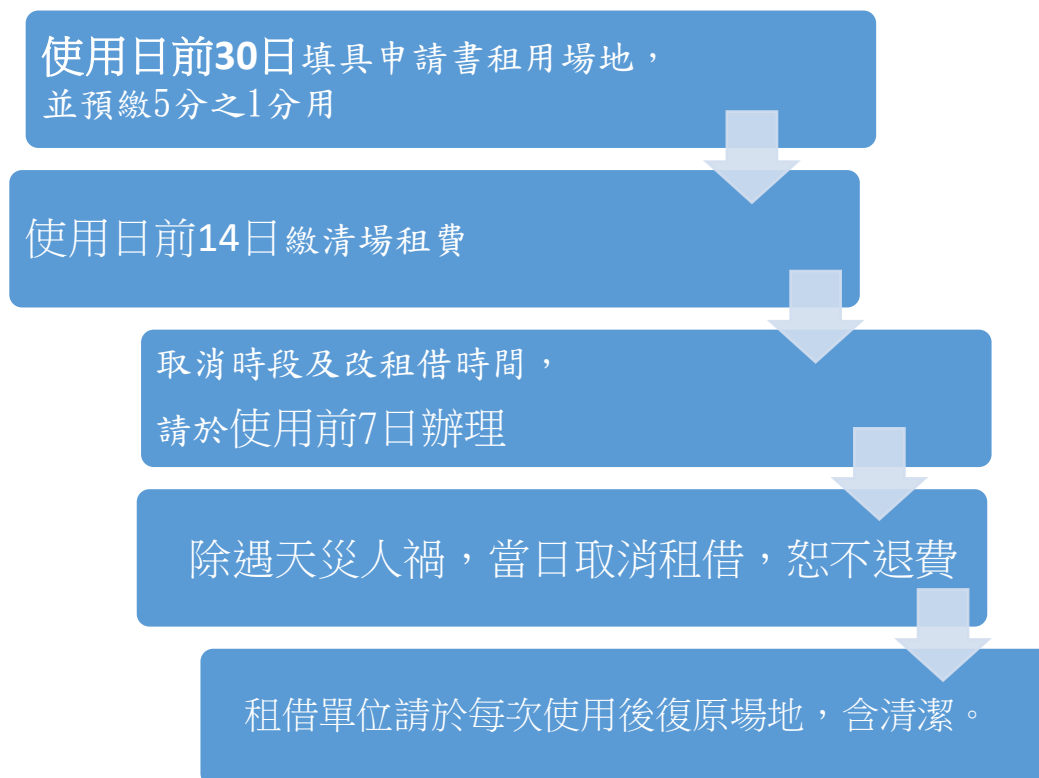 使用日前30日填具申請書租用場地，
並預繳5分之1分用
使用日前14日繳清場租費
取消時段及改租借時間，
請於使用前7日辦理
除遇天災人禍，當日取消租借，恕不退費
租借單位請於每次使用後復原場地，含清潔。